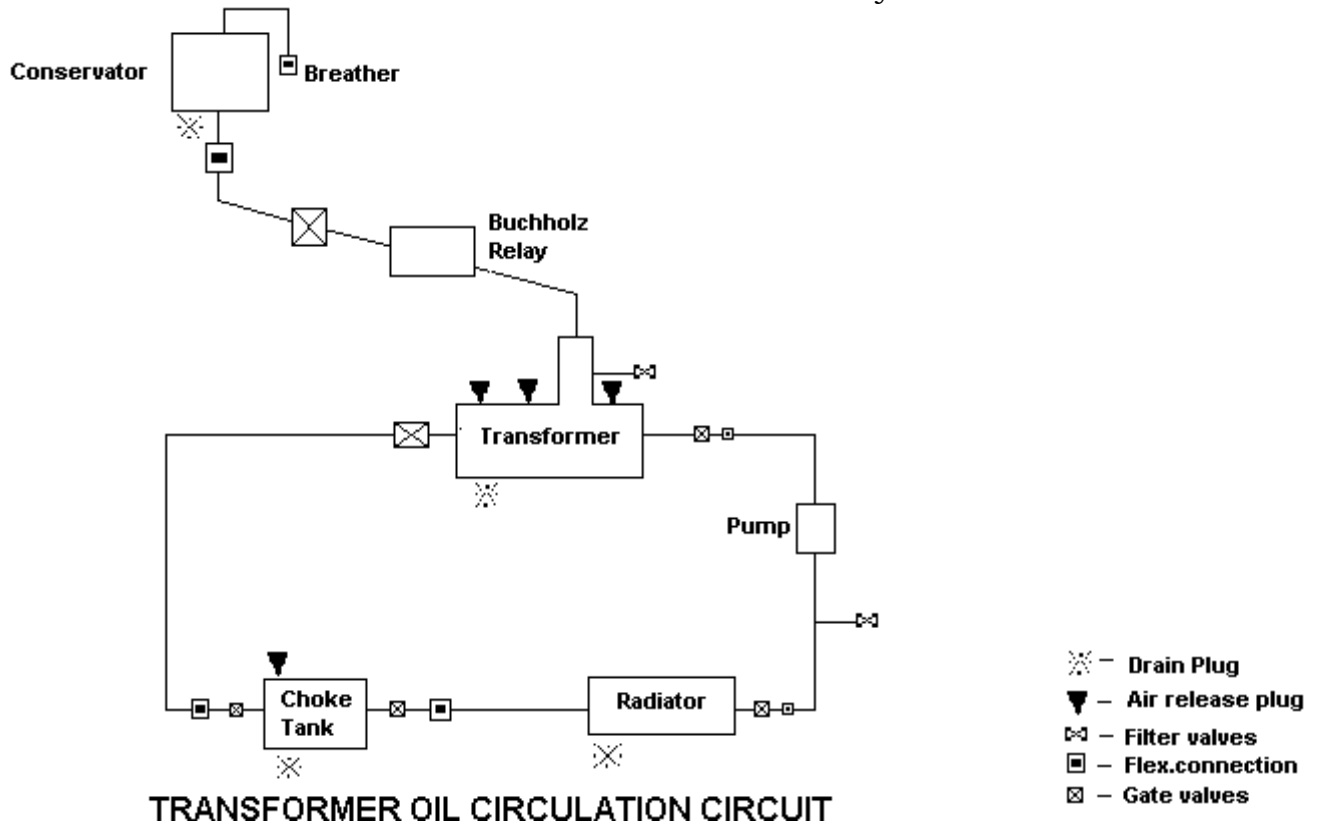 Conservator
Breather
Buchholz
Relay
Transformer
Pump
Choke
Tank
Radiator
– Drain Plug
– Air release plug
– Filter valves
– Flex.connection
– Gate valves
TRANSFORMER OIL CIRCULATION CIRCUIT